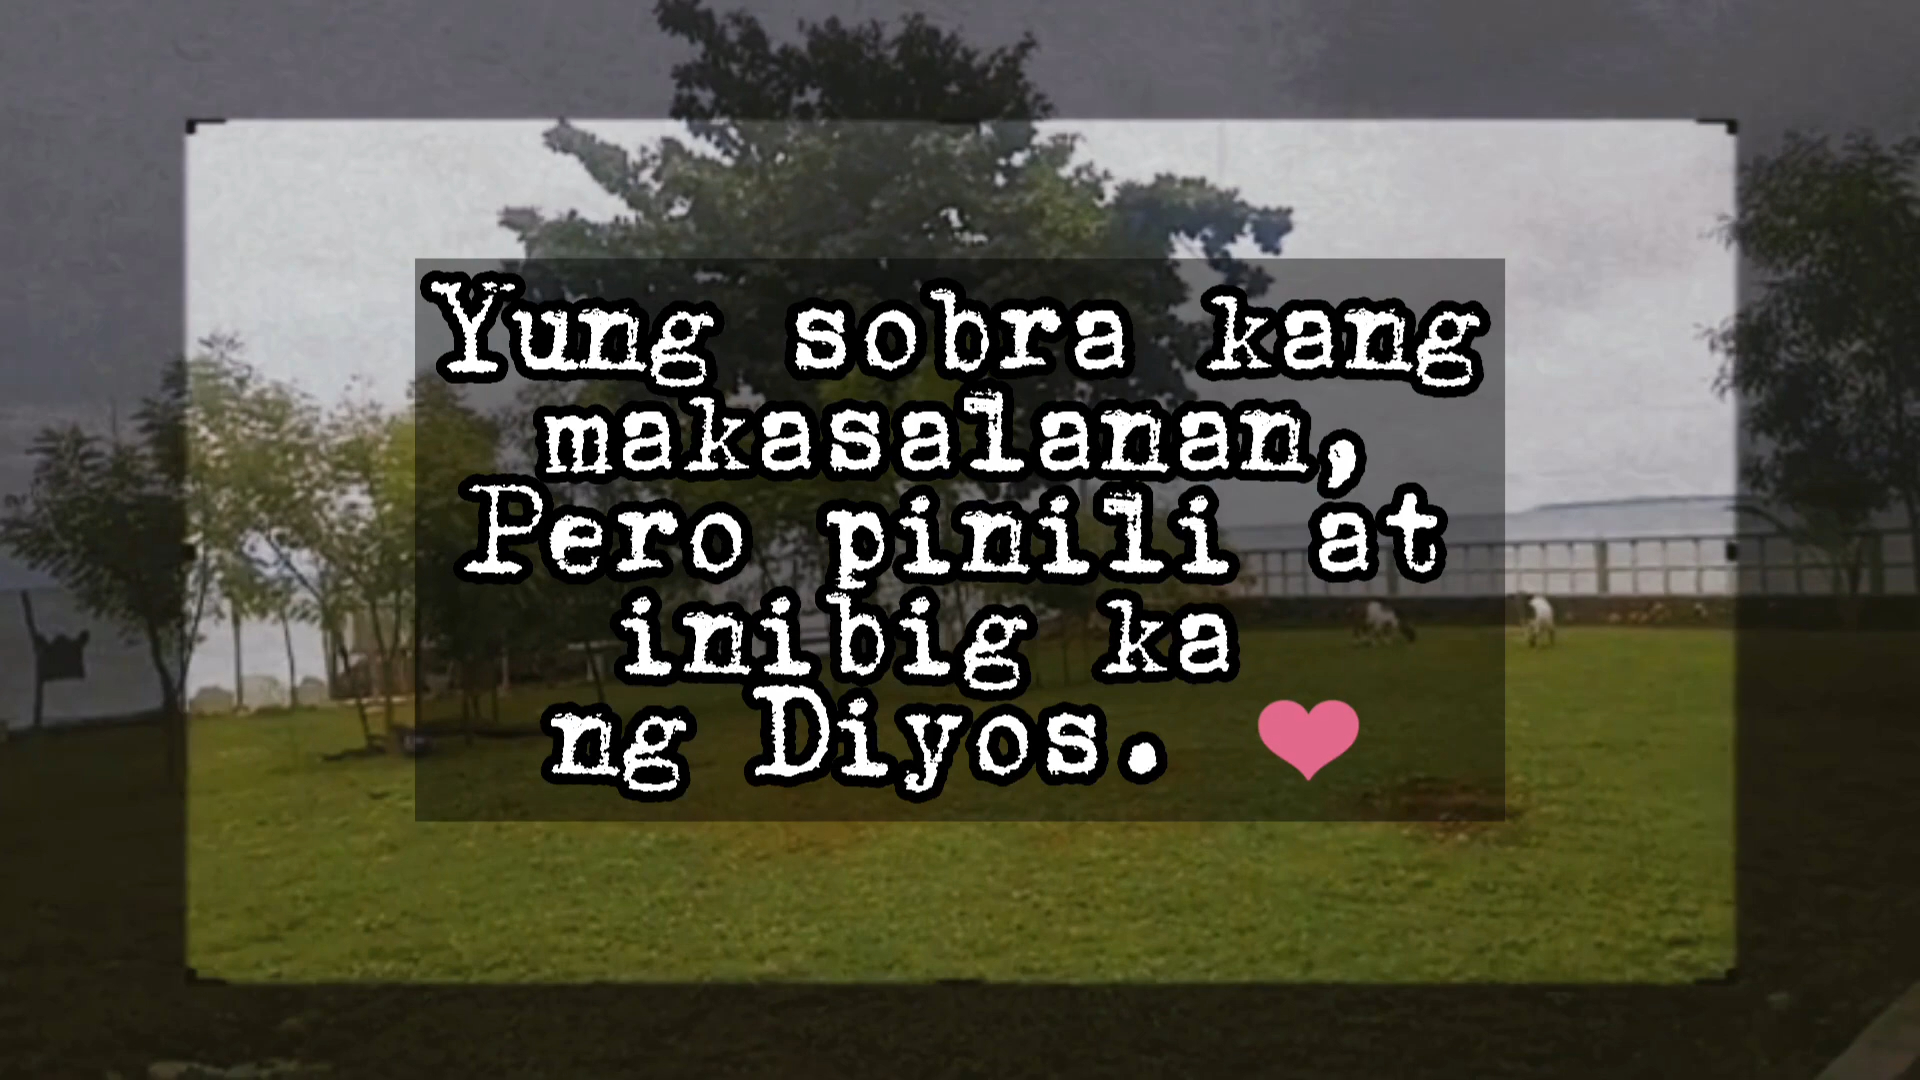 Yung sobra kang
makasalanan,
Pero pinili at
inibig ka
ng Diyos. ❤